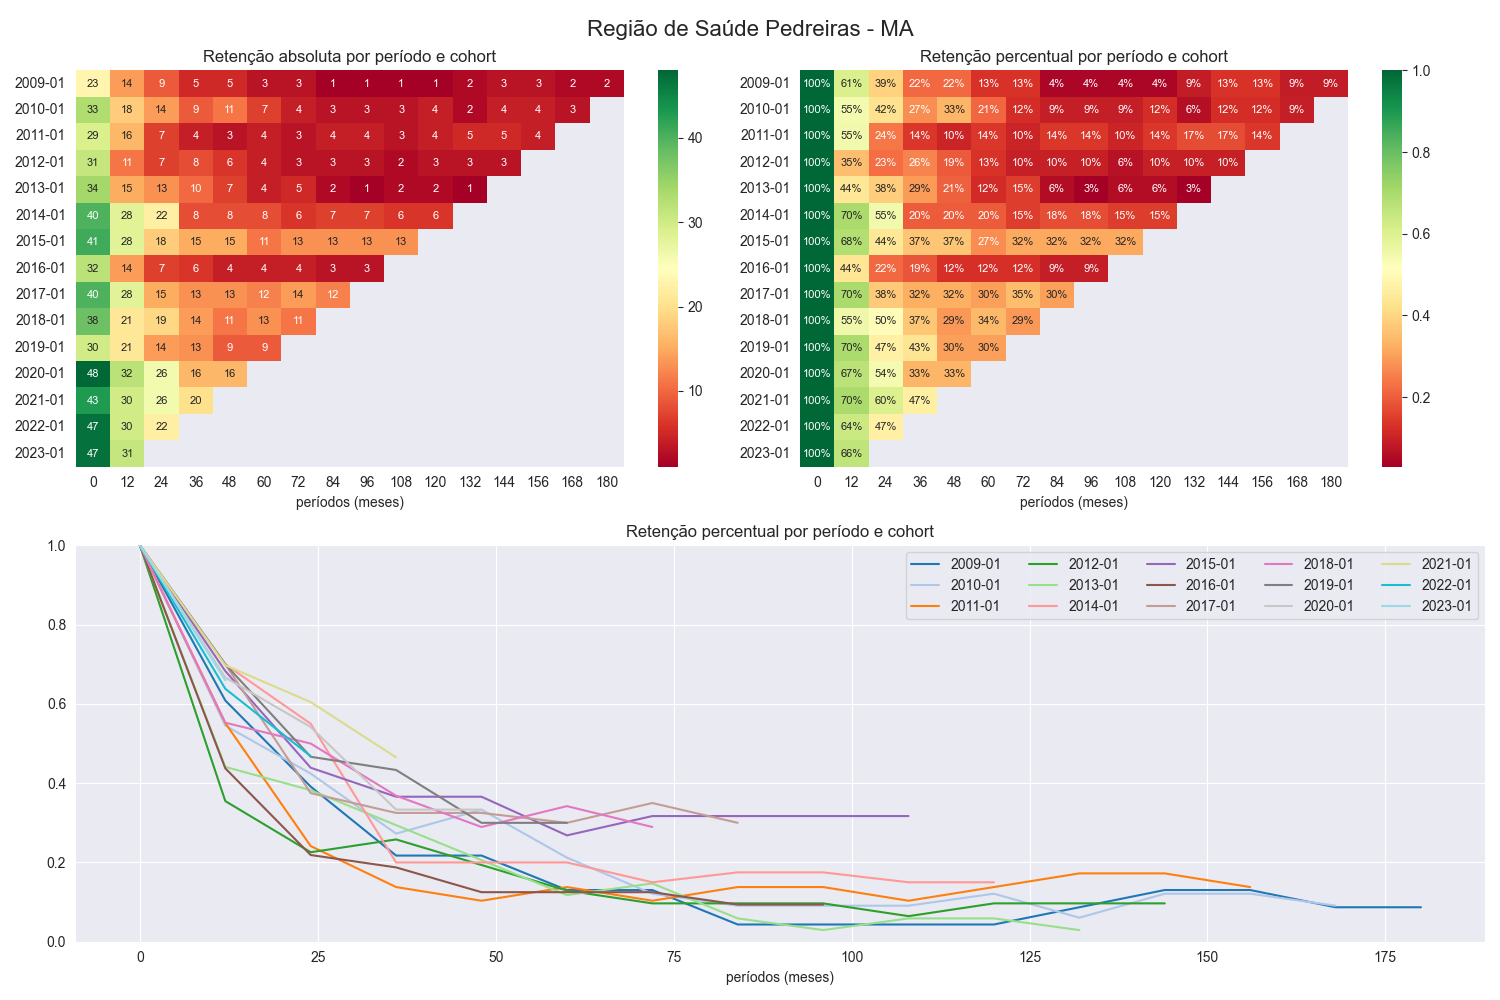 Região de Saúde Pedreiras - MA
Retenção absoluta por período e cohort
2009-01 23 14 9 5 5 3 3 1 1 1 1 2 3 3 2 2
2010-01 33 18 14 9 11 7 4 3 3 3 4 2 4 4 3
2011-01 29 16 7 4 3 4 3 4 4 3 4 5 5 4
2012-01 31 11 7 8 6 4 3 3 3 2 3 3 3
2013-01 34 15 13 10 7 4 5 2 1 2 2 1
2014-01 40 28 22 8 8 8 6 7 7 6 6
2015-01 41 28 18 15 15 11 13 13 13 13
2016-01 32 14 7 6 4 4 4 3 3
2017-01 40 28 15 13 13 12 14 12
2018-01 38 21 19 14 11 13 11
2019-01 30 21 14 13 9 9
2020-01 48 32 26 16 16
2021-01 43 30 26 20
2022-01 47 30 22
2023-01 47 31
0 12 24 36 48 60 72 84 96 108 120 132 144 156 168 180
períodos (meses)
40
30
20
10
Retenção percentual por período e cohort
2009-01 100% 61% 39% 22% 22% 13% 13% 4% 4% 4% 4% 9% 13% 13% 9% 9%
2010-01 100% 55% 42% 27% 33% 21% 12% 9% 9% 9% 12% 6% 12% 12% 9%
2011-01 100% 55% 24% 14% 10% 14% 10% 14% 14% 10% 14% 17% 17% 14%
2012-01 100% 35% 23% 26% 19% 13% 10% 10% 10% 6% 10% 10% 10%
2013-01 100% 44% 38% 29% 21% 12% 15% 6% 3% 6% 6% 3%
2014-01 100% 70% 55% 20% 20% 20% 15% 18% 18% 15% 15%
2015-01 100% 68% 44% 37% 37% 27% 32% 32% 32% 32%
2016-01 100% 44% 22% 19% 12% 12% 12% 9% 9%
2017-01 100% 70% 38% 32% 32% 30% 35% 30%
2018-01 100% 55% 50% 37% 29% 34% 29%
2019-01 100% 70% 47% 43% 30% 30%
2020-01 100% 67% 54% 33% 33%
2021-01 100% 70% 60% 47%
2022-01 100% 64% 47%
2023-01 100% 66%
0 12 24 36 48 60 72 84 96 108 120 132 144 156 168 180
períodos (meses)
1.0
0.8
0.6
0.4
0.2
Retenção percentual por período e cohort
1.0
0.8
0.6
0.4
0.2
0.0
2009-01 2012-01 2015-01 2018-01 2021-01
2010-01 2013-01 2016-01 2019-01 2022-01
2011-01 2014-01 2017-01 2020-01 2023-01
0 25 50 75 100 125 150 175
períodos (meses)